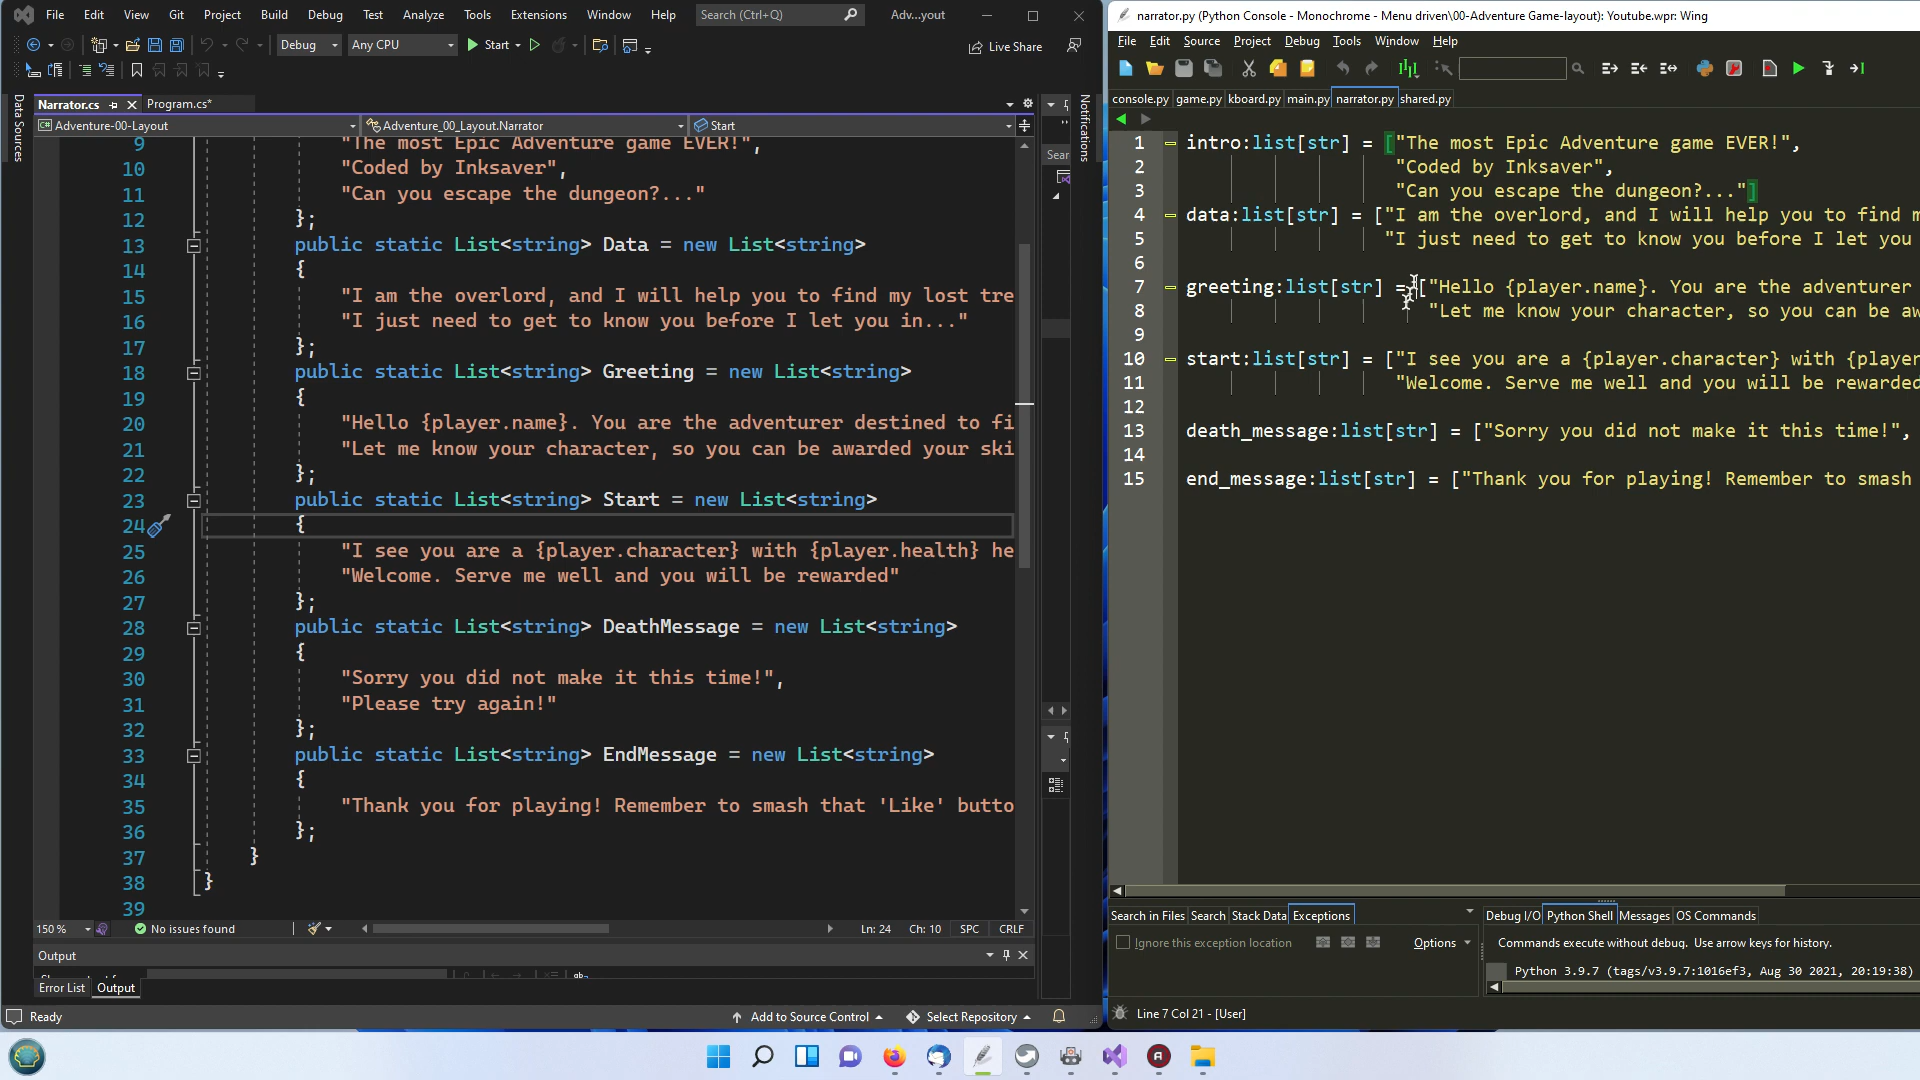 File Edit View Git Project Build Debug Test Analyze Tools Extensions Window Help Search (Ctrl+Q) Adv...yout
Debug Any CPU Start Live Share
Data Sources
Narrator.cs Program.cs*
Adventure-00-Layout Adventure_00_Layout.Narrator Start
9 "The most Epic Adventure game EVER!",
10 "Coded by Inksaver",
11 "Can you escape the dungeon?..."
12 };
13 public static List<string> Data = new List<string>
14 {
15 "I am the overlord, and I will help you to find my lost tre
16 "I just need to get to know you before I let you in..."
17 };
18 public static List<string> Greeting = new List<string>
19 {
20 "Hello {player.name}. You are the adventurer destined to fi
21 "Let me know your character, so you can be awarded your ski
22 };
23 public static List<string> Start = new List<string>
24 {
25 "I see you are a {player.character} with {player.health} he
26 "Welcome. Serve me well and you will be rewarded"
27 };
28 public static List<string> DeathMessage = new List<string>
29 {
30 "Sorry you did not make it this time!",
31 "Please try again!"
32 };
33 public static List<string> EndMessage = new List<string>
34 {
35 "Thank you for playing! Remember to smash that 'Like' butto
36 };
37 }
38 }
39
150 % No issues found Ln: 24 Ch: 10 SPC CRLF
Output
Error List Output
Ready Add to Source Control Select Repository
Notifications
Sear
narrator.py (Python Console - Monochrome - Menu driven\00-Adventure Game-layout): Youtube.wpr: Wing
File Edit Source Project Debug Tools Window Help
console.py game.py kboard.py main.py narrator.py shared.py
1 intro:list[str] = ["The most Epic Adventure game EVER!",
2 "Coded by Inksaver",
3 "Can you escape the dungeon?..."]
4 data:list[str] = ["I am the overlord, and I will help you to find m
5 "I just need to get to know you before I let you
6
7 greeting:list[str] = ["Hello {player.name}. You are the adventurer
8 "Let me know your character, so you can be aw
9
10 start:list[str] = ["I see you are a {player.character} with {player
11 "Welcome. Serve me well and you will be rewarded
12
13 death_message:list[str] = ["Sorry you did not make it this time!",
14
15 end_message:list[str] = ["Thank you for playing! Remember to smash
Search in Files Search Stack Data Exceptions
Ignore this exception location Options
Debug I/O Python Shell Messages OS Commands
Commands execute without debug. Use arrow keys for history.
Python 3.9.7 (tags/v3.9.7:1016ef3, Aug 30 2021, 20:19:38)
Line 7 Col 21 - [User]